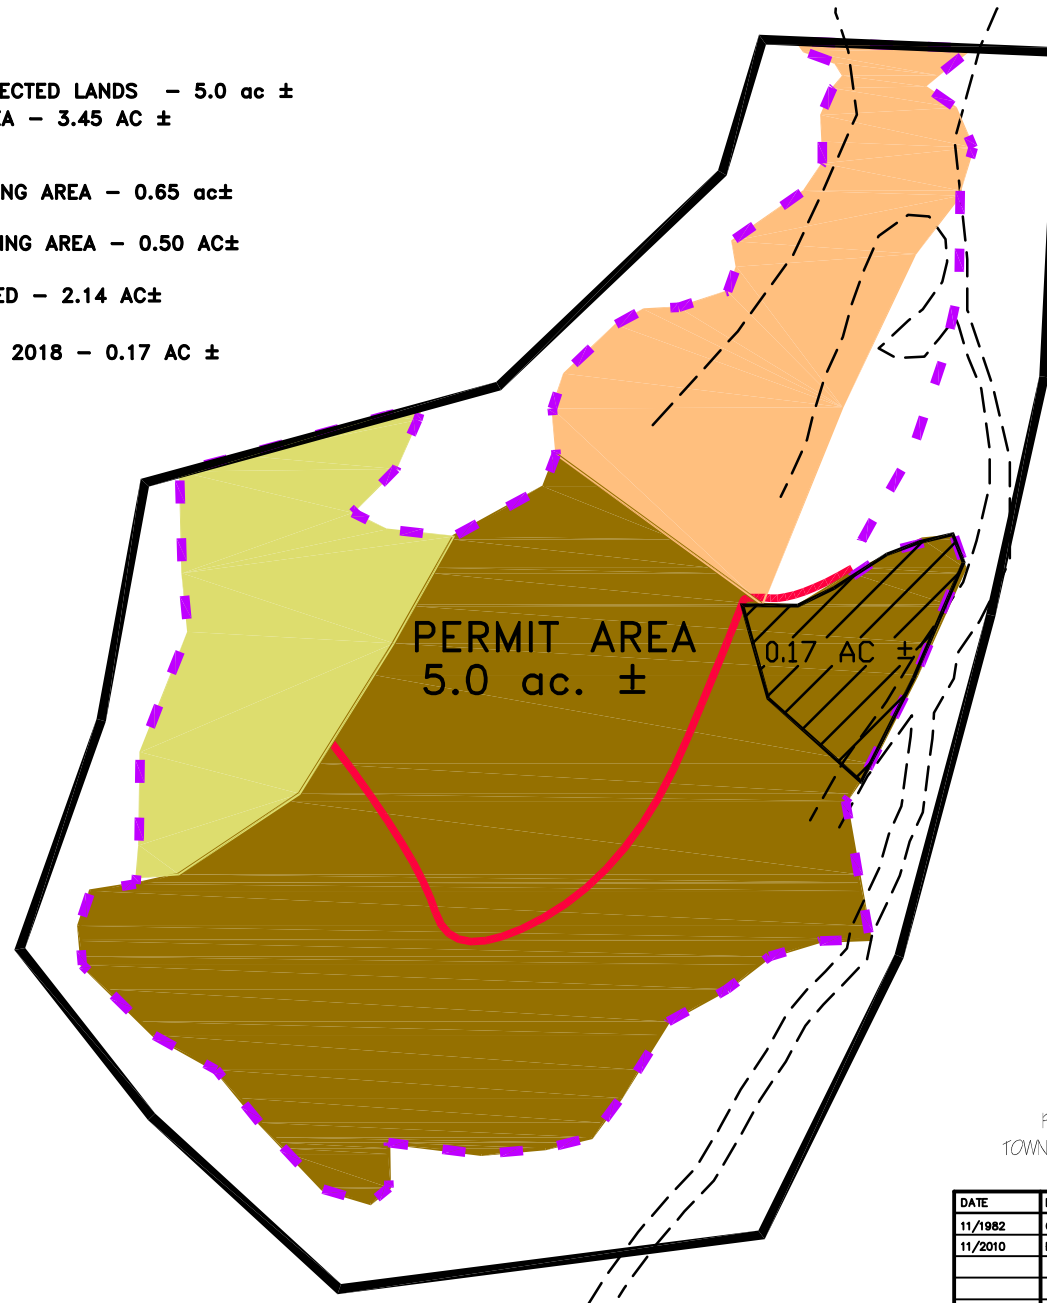 ECTED LANDS - 5.0 ac ±
EA - 3.45 AC ±
NG AREA - 0.65 ac±
ING AREA - 0.50 AC±
ED - 2.14 AC±
2018 - 0.17 AC ±
PERMIT AREA
5.0 ac. ±
0.17 AC ±
TOWN
DATE
11/1982
11/2010